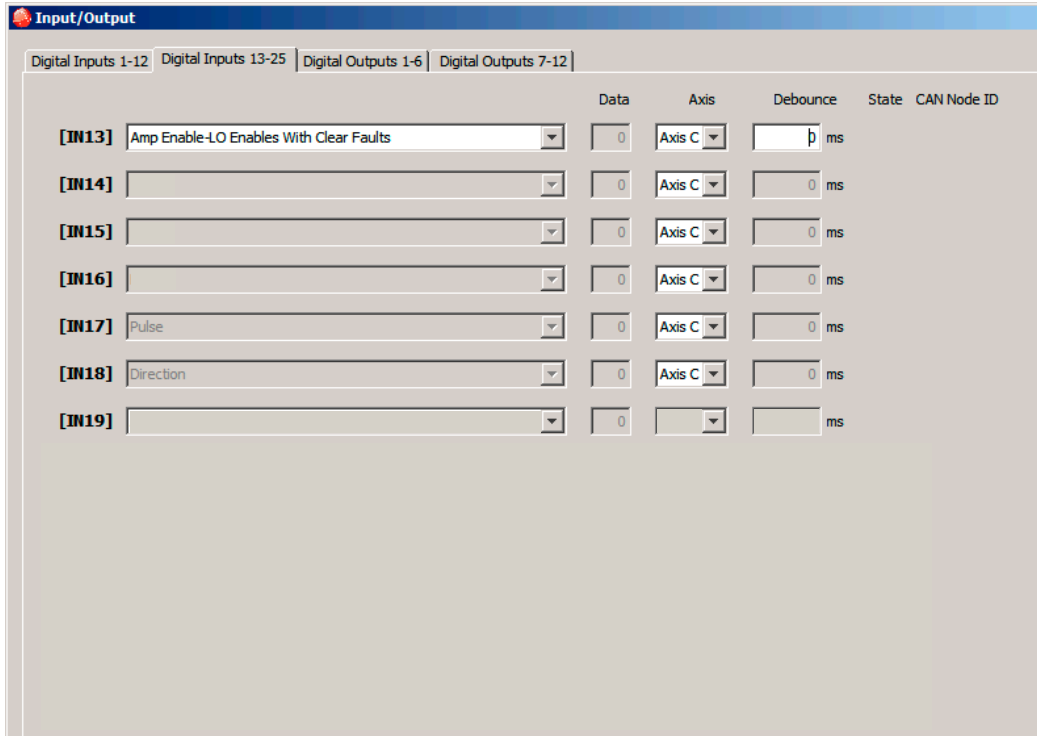 Input/Output
Digital Inputs 1-12 Digital Inputs 13-25 Digital Outputs 1-6 Digital Outputs 7-12
Data Axis Debounce State CAN Node ID
[IN13] Amp Enable-LO Enables With Clear Faults 0 Axis C 0 ms
[IN14] 0 Axis C 0 ms
[IN15] 0 Axis C 0 ms
[IN16] 0 Axis C 0 ms
[IN17] Pulse 0 Axis C 0 ms
[IN18] Direction 0 Axis C 0 ms
[IN19] 0 ms